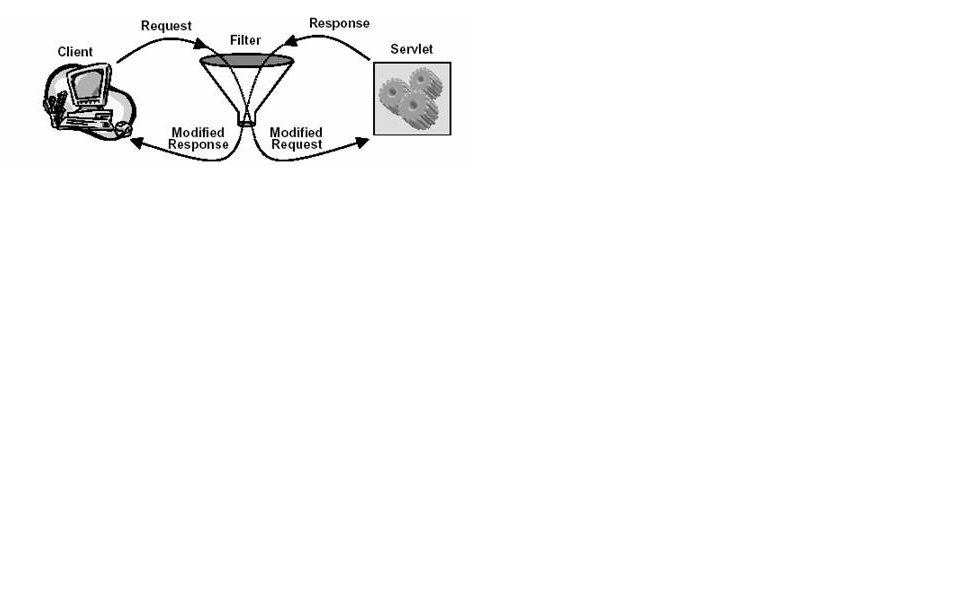 Request
Response
Filter
Client
Servlet
Modified
Response
Modified
Request